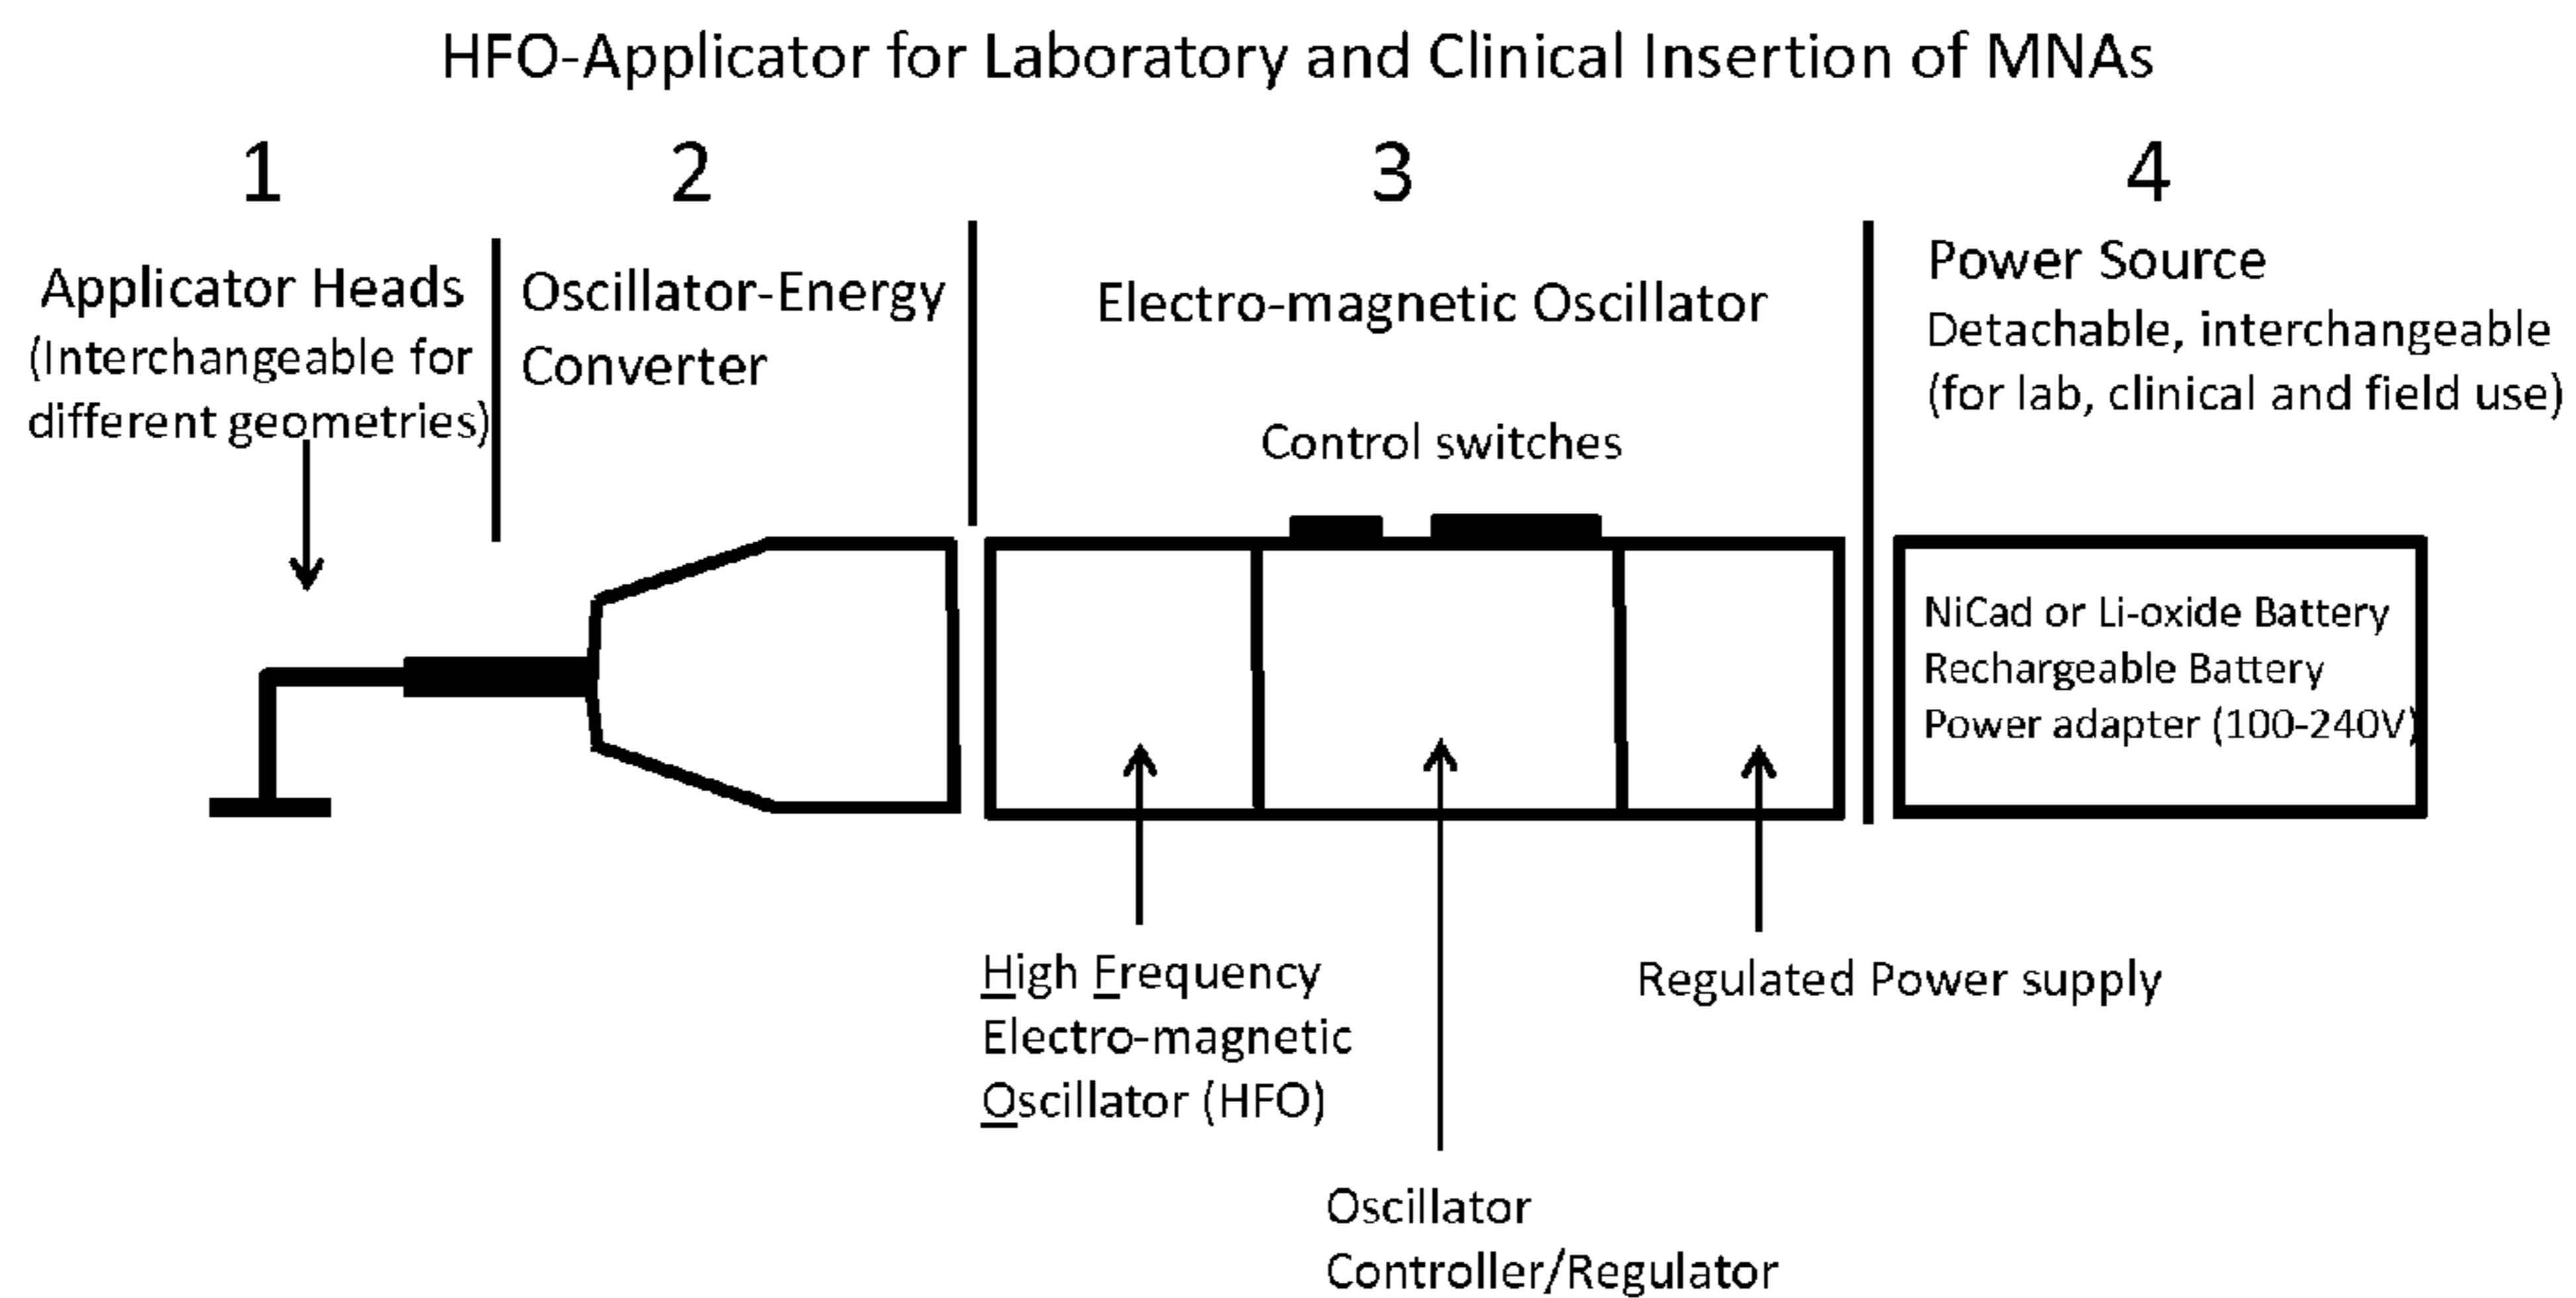 HFO-Applicator for Laboratory and Clinical Insertion of MNAs
1
2
3
4
Applicator Heads
(Interchangeable for
different geometries)
Oscillator-Energy
Converter
Electro-magnetic Oscillator
Control switches
Power Source
Detachable, interchangeable
(for lab, clinical and field use)
NiCad or Li-oxide Battery
Rechargeable Battery
Power adapter (100-240V)
High Frequency
Electro-magnetic
Oscillator (HFO)
Regulated Power supply
Oscillator
Controller/Regulator